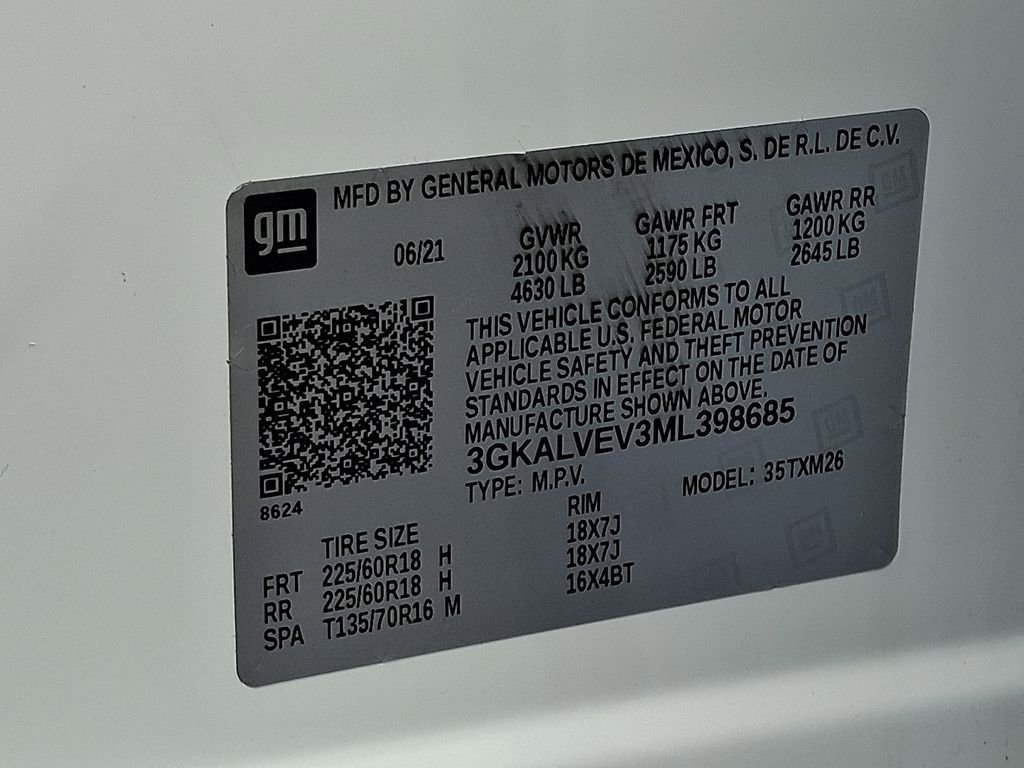 gm
MFD BY GENERAL MOTORS DE MEXICO, S. DE R.L. DE C.V.
06/21 GVWR GAWR FRT GAWR RR
2100 KG 1175 KG 1200 KG
4630 LB 2590 LB 2645 LB
THIS VEHICLE CONFORMS TO ALL
APPLICABLE U.S. FEDERAL MOTOR
VEHICLE SAFETY AND THEFT PREVENTION
STANDARDS IN EFFECT ON THE DATE OF
MANUFACTURE SHOWN ABOVE.
3GKALVEV3ML398685
TYPE: M.P.V. MODEL: 35TXM26
8624
TIRE SIZE RIM
FRT 225/60R18 H 18X7J
RR 225/60R18 H 18X7J
SPA T135/70R16 M 16X4BT